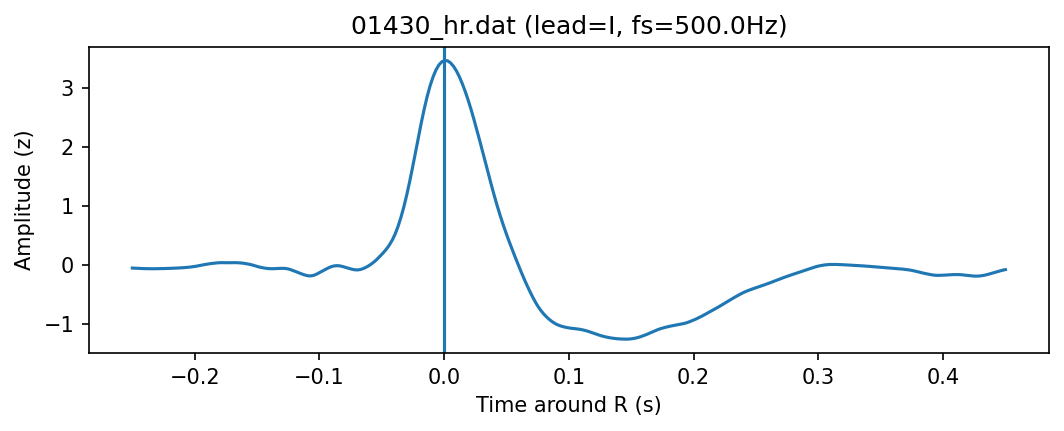 01430_hr.dat (lead=I, fs=500.0Hz)
Amplitude (z)
3
2
1
0
−1
−0.2 −0.1 0.0 0.1 0.2 0.3 0.4
Time around R (s)